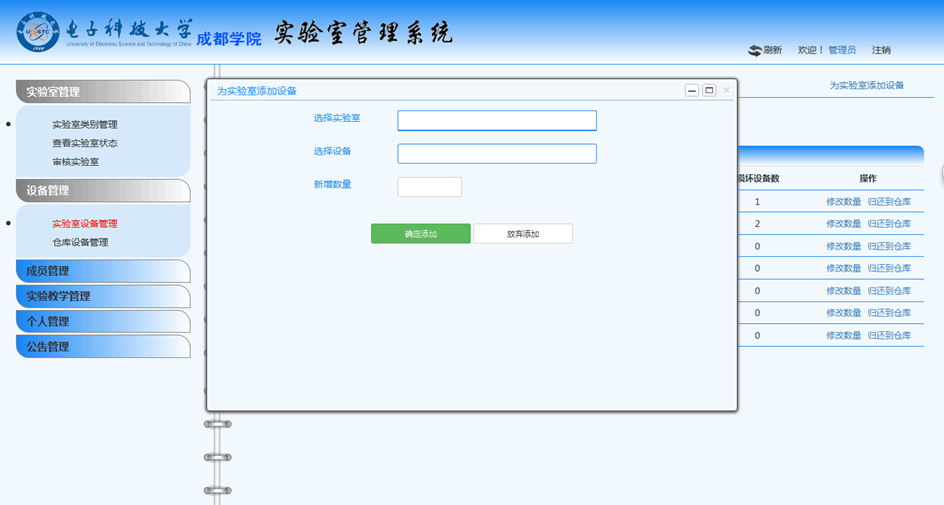 电子科技大学
University of Electronic Science and Technology of China
成都学院
实验室管理系统
刷新 欢迎！ 管理员 注销
实验室管理
实验室类别管理
查看实验室状态
审核实验室
设备管理
实验室设备管理
仓库设备管理
成员管理
实验教学管理
个人管理
公告管理
为实验室添加设备
选择实验室
选择设备
新增数量
确定添加 放弃添加
为实验室添加设备
损坏设备数 操作
1 修改数量 归还到仓库
2 修改数量 归还到仓库
0 修改数量 归还到仓库
0 修改数量 归还到仓库
0 修改数量 归还到仓库
0 修改数量 归还到仓库
0 修改数量 归还到仓库